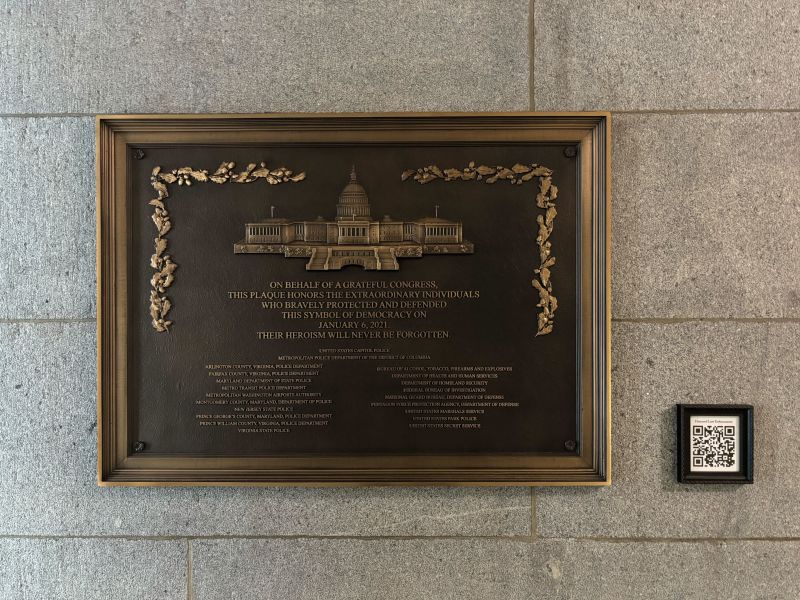 ON BEHALF OF A GRATEFUL CONGRESS,
THIS PLAQUE HONORS THE EXTRAORDINARY INDIVIDUALS
WHO BRAVELY PROTECTED AND DEFENDED
THIS SYMBOL OF DEMOCRACY ON
JANUARY 6, 2021.
THEIR HEROISM WILL NEVER BE FORGOTTEN.
UNITED STATES CAPITOL POLICE
METROPOLITAN POLICE DEPARTMENT OF THE DISTRICT OF COLUMBIA
ARLINGTON COUNTY, VIRGINIA, POLICE DEPARTMENT
FAIRFAX COUNTY, VIRGINIA, POLICE DEPARTMENT
MARYLAND DEPARTMENT OF STATE POLICE
METRO TRANSIT POLICE DEPARTMENT
METROPOLITAN WASHINGTON AIRPORTS AUTHORITY
MONTGOMERY COUNTY, MARYLAND, DEPARTMENT OF POLICE
NEW JERSEY STATE POLICE
PRINCE GEORGE'S COUNTY, MARYLAND, POLICE DEPARTMENT
PRINCE WILLIAM COUNTY, VIRGINIA, POLICE DEPARTMENT
VIRGINIA STATE POLICE
BUREAU OF ALCOHOL, TOBACCO, FIREARMS AND EXPLOSIVES
DEPARTMENT OF HEALTH AND HUMAN SERVICES
DEPARTMENT OF HOMELAND SECURITY
FEDERAL BUREAU OF INVESTIGATION
NATIONAL GUARD BUREAU, DEPARTMENT OF DEFENSE
PENTAGON FORCE PROTECTION AGENCY, DEPARTMENT OF DEFENSE
UNITED STATES MARSHALS SERVICE
UNITED STATES PARK POLICE
UNITED STATES SECRET SERVICE
Honored Law Enforcement